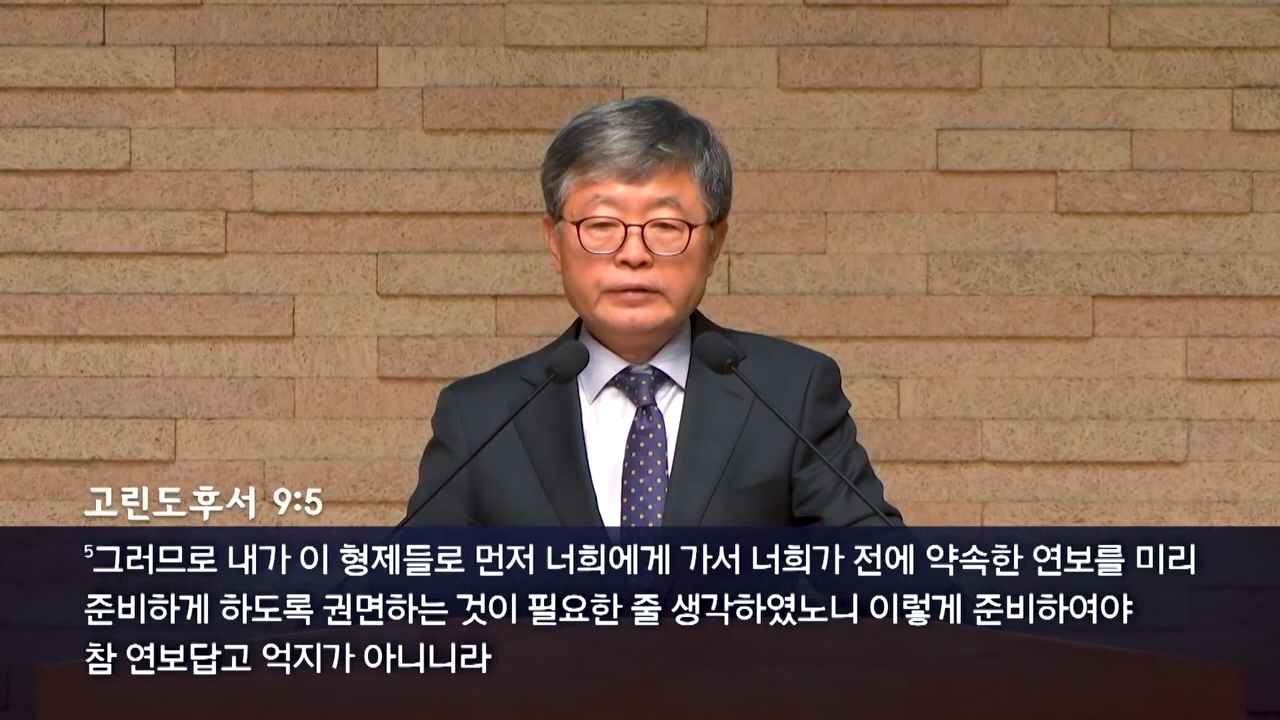 고린도후서 9:5
⁵그러므로 내가 이 형제들로 먼저 너희에게 가서 너희가 전에 약속한 연보를 미리
준비하게 하도록 권면하는 것이 필요한 줄 생각하였노니 이렇게 준비하여야
참 연보답고 억지가 아니니라